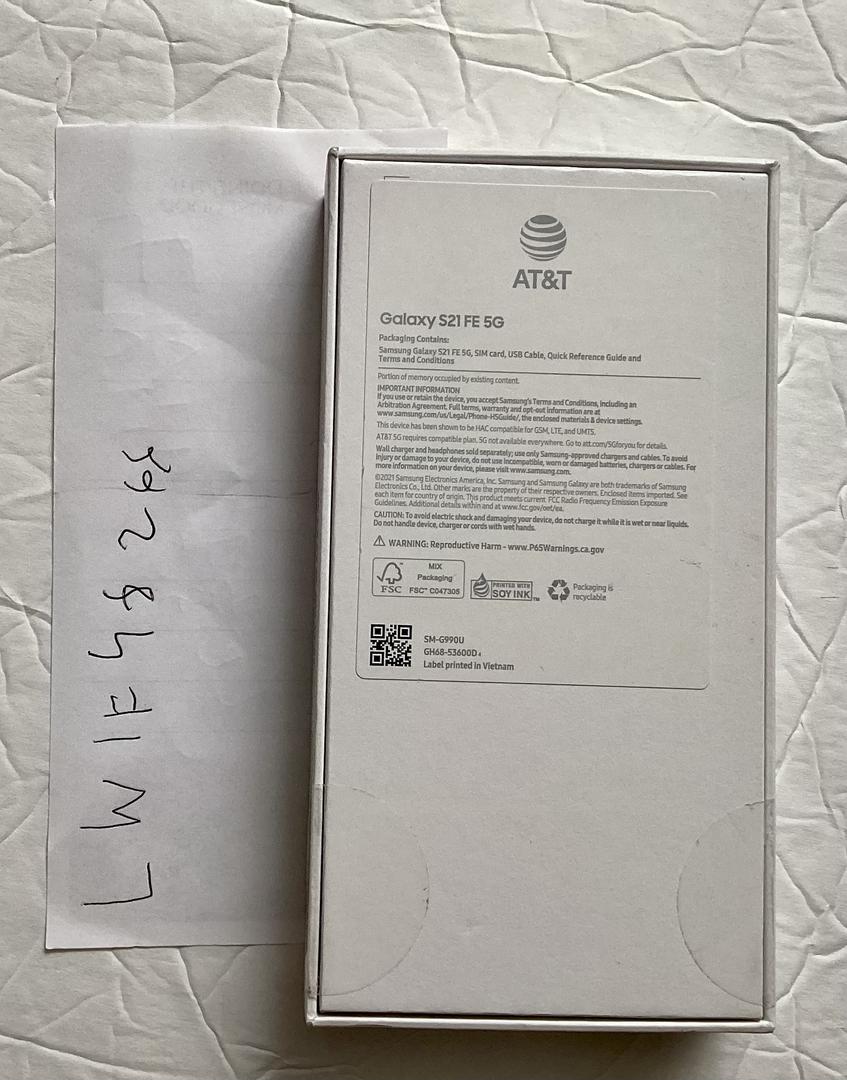 AT&T
Galaxy S21 FE 5G
Packaging Contains:
Samsung Galaxy S21 FE 5G, SIM card, USB Cable, Quick Reference Guide and
Terms and Conditions
Portion of memory occupied by existing content.
IMPORTANT INFORMATION
If you use or retain the device, you accept Samsung's Terms and Conditions, including an
Arbitration Agreement. Full terms, warranty and opt-out information are at
www.samsung.com/us/Legal/Phone-HSGuide/, the enclosed materials & device settings.
This device has been shown to be HAC compatible for GSM, LTE, and UMTS.
AT&T 5G requires compatible plan. 5G not available everywhere. Go to att.com/5Gforyou for details.
Wall charger and headphones sold separately; use only Samsung-approved chargers and cables. To avoid
injury or damage to your device, do not use incompatible, worn or damaged batteries, chargers or cables. For
more information on your device, please visit www.samsung.com.
©2021 Samsung Electronics America, Inc. Samsung and Samsung Galaxy are both trademarks of Samsung
Electronics Co., Ltd. Other marks are the property of their respective owners. Enclosed items imported. See
each item for country of origin. This product meets current FCC Radio Frequency Emission Exposure
Guidelines. Additional details within and at www.fcc.gov/oet/ea.
CAUTION: To avoid electric shock and damaging your device, do not charge it while it is wet or near liquids.
Do not handle device, charger or cords with wet hands.
WARNING: Reproductive Harm - www.P65Warnings.ca.gov
FSC
MIX
Packaging
FSC™ C047305
PRINTED WITH
SOY INK™
Packaging is
recyclable
SM-G990U
GH68-53600D
Label printed in Vietnam